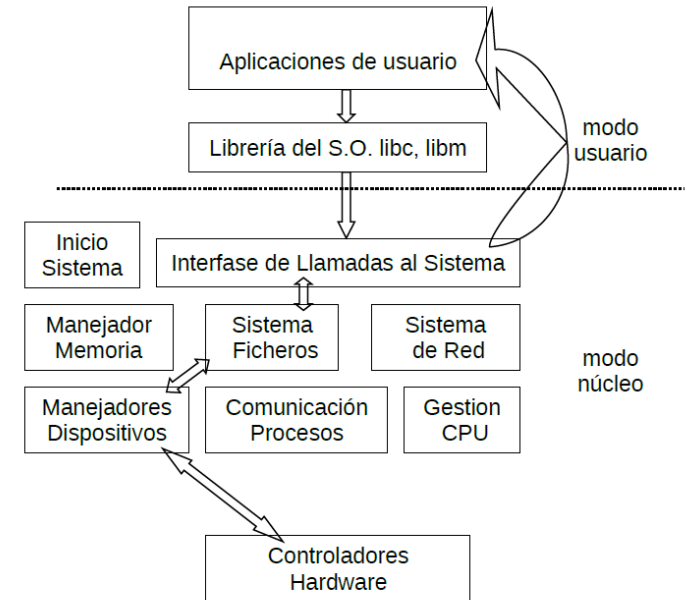 Aplicaciones de usuario
Librería del S.O. libc, libm
modo
usuario
Inicio
Sistema
Interfase de Llamadas al Sistema
Manejador
Memoria
Sistema
Ficheros
Sistema
de Red
modo
núcleo
Manejadores
Dispositivos
Comunicación
Procesos
Gestion
CPU
Controladores
Hardware